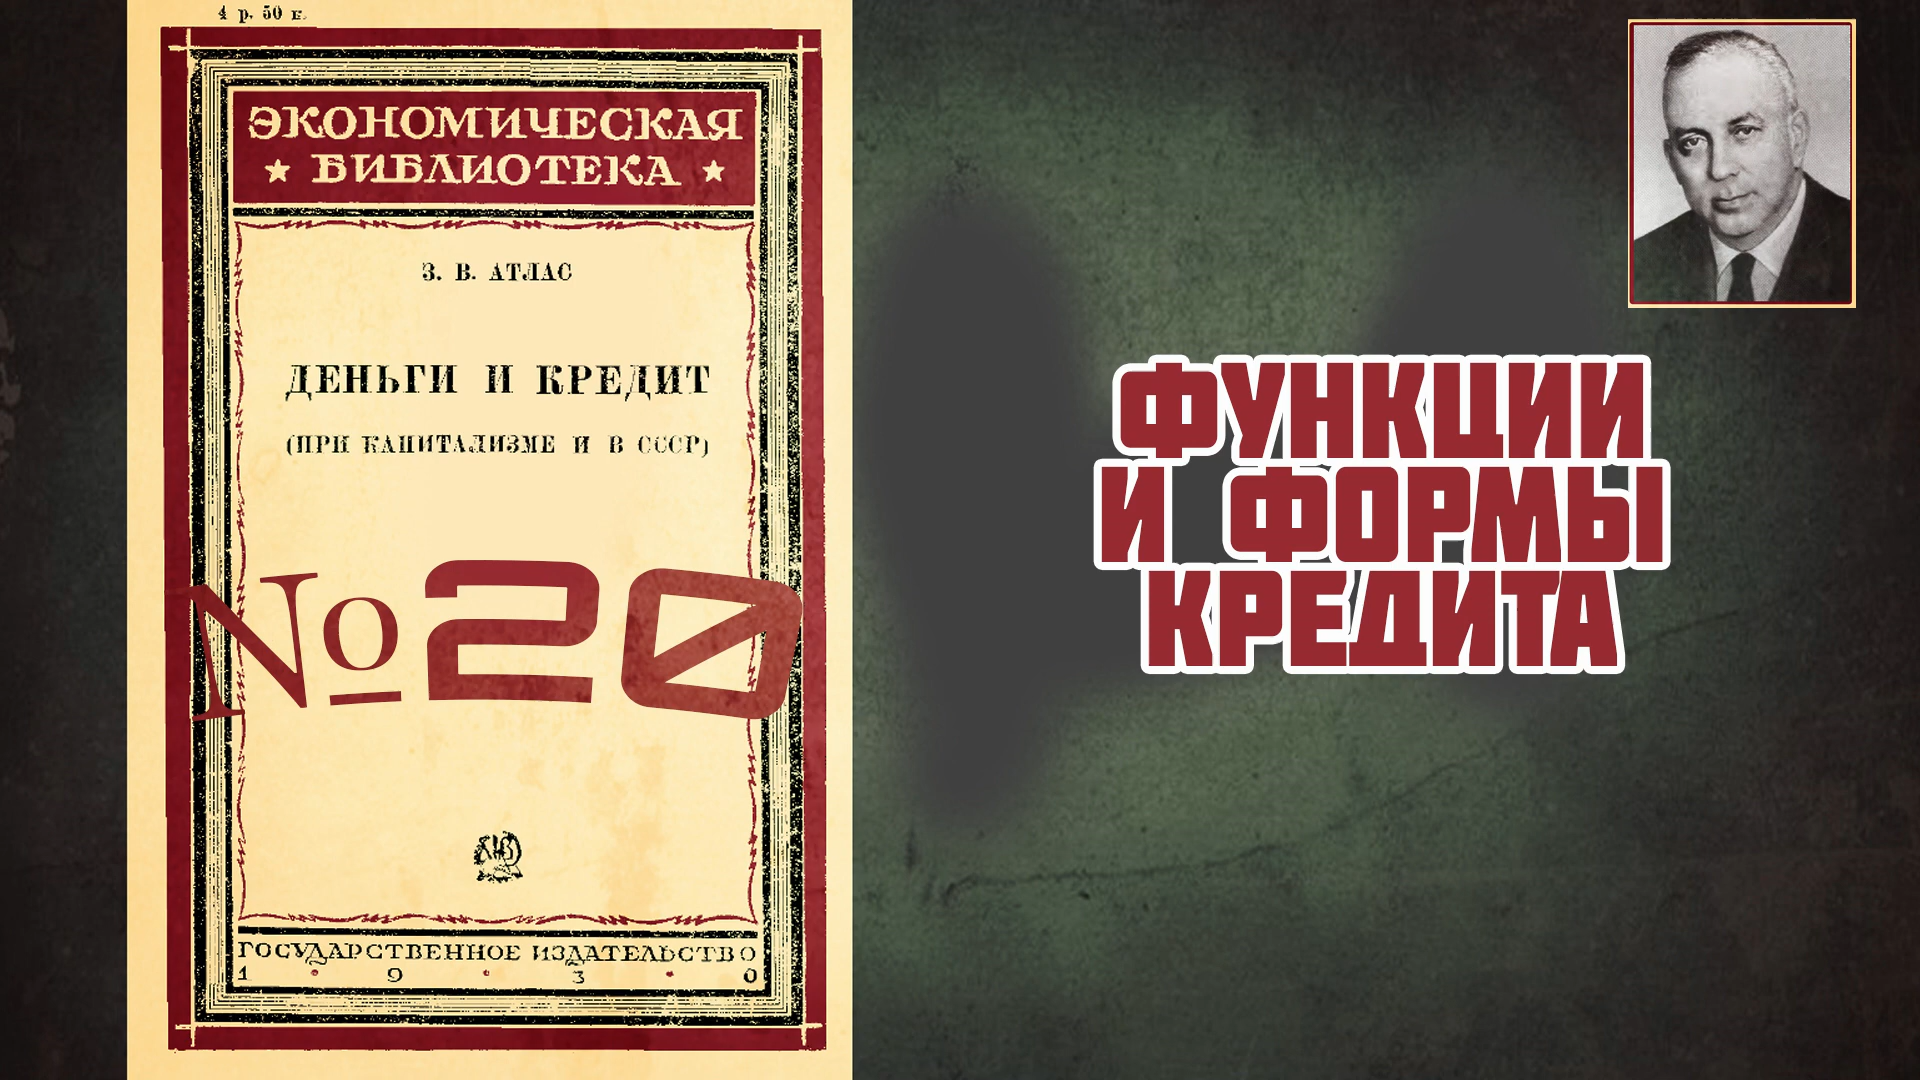 4 р. 50 к.
ЭКОНОМИЧЕСКАЯ
★ БИБЛИОТЕКА ★
З. В. АТЛАС
ДЕНЬГИ И КРЕДИТ
(ПРИ КАПИТАЛИЗМЕ И В СССР)
№20
ГОСУДАРСТВЕННОЕ ИЗДАТЕЛЬСТВО
1 • 9 • 3 • 0
ФУНКЦИИ
И ФОРМЫ
КРЕДИТА